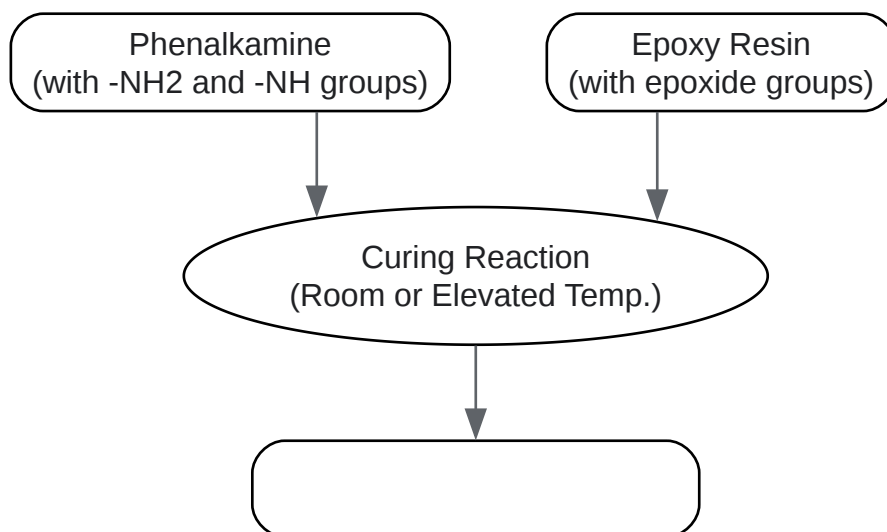 Phenalkamine
(with -NH2 and -NH groups)
Epoxy Resin
(with epoxide groups)
Curing Reaction
(Room or Elevated Temp.)